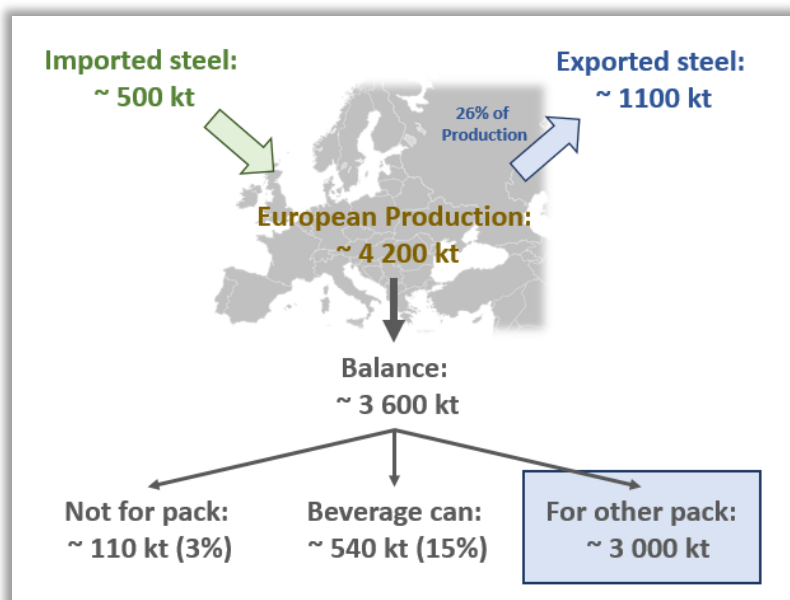 Imported steel:
~ 500 kt
Exported steel:
~ 1100 kt
26% of
Production
European Production:
~ 4 200 kt
Balance:
~ 3 600 kt
Not for pack:
~ 110 kt (3%)
Beverage can:
~ 540 kt (15%)
For other pack:
~ 3 000 kt